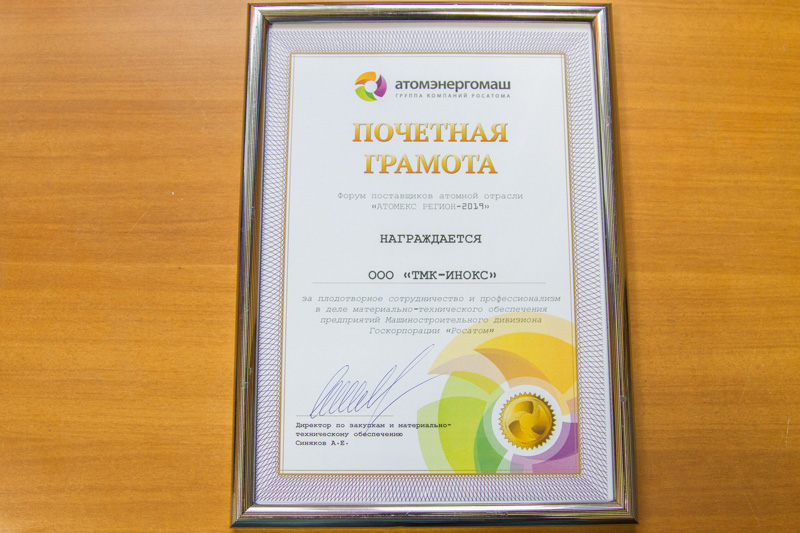 атомэнергомаш
ГРУППА КОМПАНИЙ РОСАТОМА
ПОЧЕТНАЯ
ГРАМОТА
Форум поставщиков атомной отрасли
«АТОМЕКС РЕГИОН-2019»
НАГРАЖДАЕТСЯ
ООО «ТМК-ИНОКС»
за плодотворное сотрудничество и профессионализм
в деле материально-технического обеспечения
предприятий Машиностроительного дивизиона
Госкорпорации «Росатом»
Директор по закупкам и материально-
техническому обеспечению
Синяков А.Е.